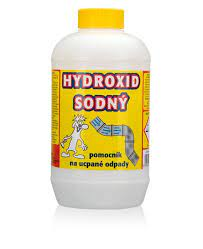 HYDROXID
SODNÝ
pomocník
na ucpané odpady